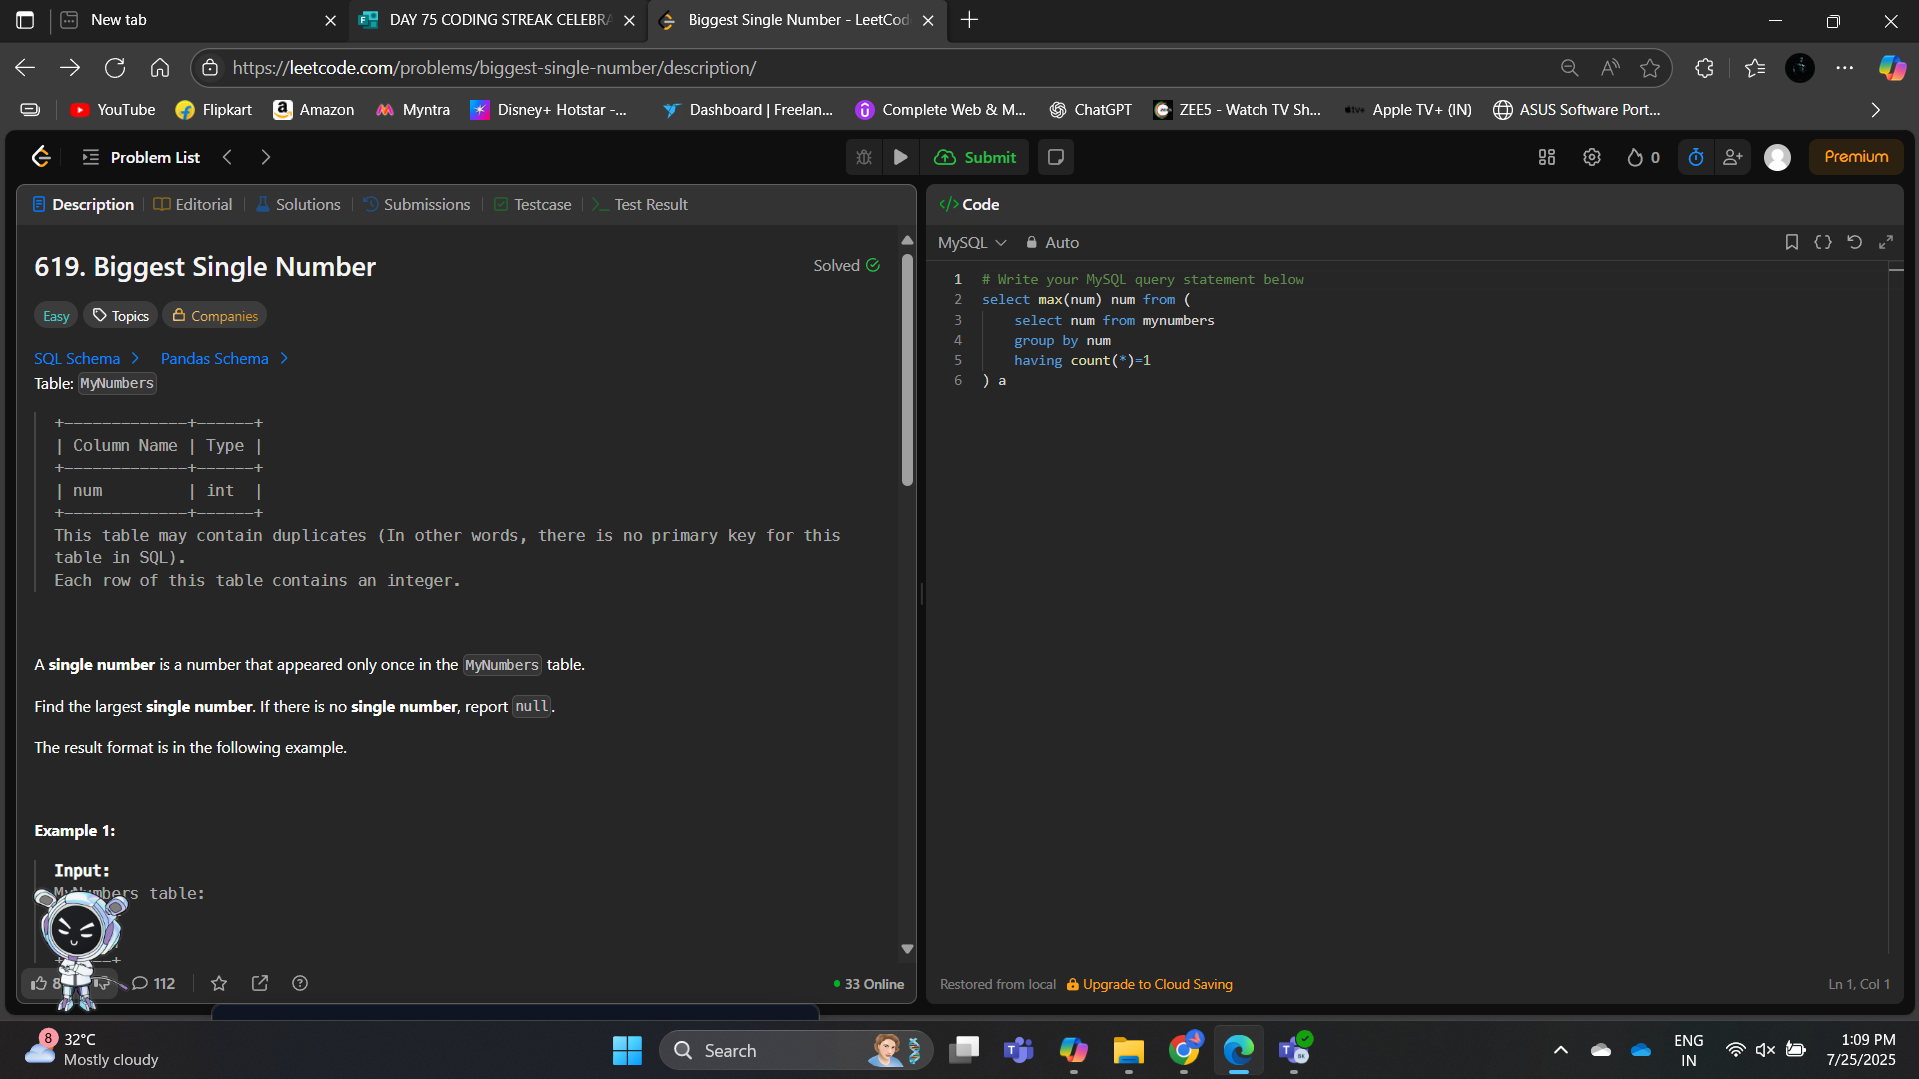 New tab
DAY 75 CODING STREAK CELEBRA
Biggest Single Number - LeetCod
https://leetcode.com/problems/biggest-single-number/description/
YouTube
Flipkart
Amazon
Myntra
Disney+ Hotstar -...
Dashboard | Freelan...
Complete Web & M...
ChatGPT
ZEE5 - Watch TV Sh...
Apple TV+ (IN)
ASUS Software Port...
Problem List
Submit
0
Premium
Description
Editorial
Solutions
Submissions
Testcase
Test Result
619. Biggest Single Number
Solved
Easy
Topics
Companies
SQL Schema
Pandas Schema
Table: MyNumbers
+-------------+------+
| Column Name | Type |
+-------------+------+
| num         | int  |
+-------------+------+
This table may contain duplicates (In other words, there is no primary key for this
table in SQL).
Each row of this table contains an integer.
A single number is a number that appeared only once in the MyNumbers table.
Find the largest single number. If there is no single number, report null.
The result format is in the following example.
Example 1:
Input:
MyNumbers table:
112
33 Online
</> Code
MySQL
Auto
1 # Write your MySQL query statement below
2 select max(num) num from (
3     select num from mynumbers
4     group by num
5     having count(*)=1
6 ) a
Restored from local
Upgrade to Cloud Saving
Ln 1, Col 1
8
32°C
Mostly cloudy
Search
ENG
IN
1:09 PM
7/25/2025